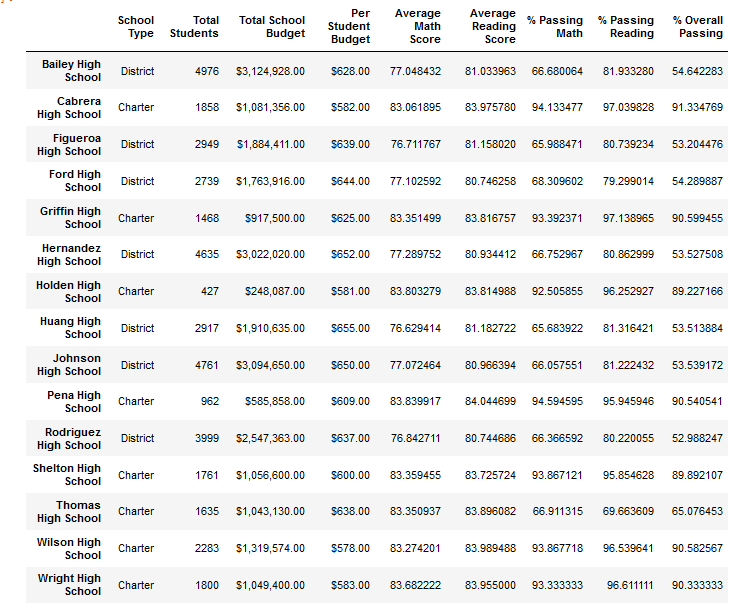 School Type Total Students Total School Budget Per Student Budget Average Math Score Average Reading Score % Passing Math % Passing Reading % Overall Passing
Bailey High School District 4976 $3,124,928.00 $628.00 77.048432 81.033963 66.680064 81.933280 54.642283
Cabrera High School Charter 1858 $1,081,356.00 $582.00 83.061895 83.975780 94.133477 97.039828 91.334769
Figueroa High School District 2949 $1,884,411.00 $639.00 76.711767 81.158020 65.988471 80.739234 53.204476
Ford High School District 2739 $1,763,916.00 $644.00 77.102592 80.746258 68.309602 79.299014 54.289887
Griffin High School Charter 1468 $917,500.00 $625.00 83.351499 83.816757 93.392371 97.138965 90.599455
Hernandez High School District 4635 $3,022,020.00 $652.00 77.289752 80.934412 66.752967 80.862999 53.527508
Holden High School Charter 427 $248,087.00 $581.00 83.803279 83.814988 92.505855 96.252927 89.227166
Huang High School District 2917 $1,910,635.00 $655.00 76.629414 81.182722 65.683922 81.316421 53.513884
Johnson High School District 4761 $3,094,650.00 $650.00 77.072464 80.966394 66.057551 81.222432 53.539172
Pena High School Charter 962 $585,858.00 $609.00 83.839917 84.044699 94.594595 95.945946 90.540541
Rodriguez High School District 3999 $2,547,363.00 $637.00 76.842711 80.744686 66.366592 80.220055 52.988247
Shelton High School Charter 1761 $1,056,600.00 $600.00 83.359455 83.725724 93.867121 95.854628 89.892107
Thomas High School Charter 1635 $1,043,130.00 $638.00 83.350937 83.896082 66.911315 69.663609 65.076453
Wilson High School Charter 2283 $1,319,574.00 $578.00 83.274201 83.989488 93.867718 96.539641 90.582567
Wright High School Charter 1800 $1,049,400.00 $583.00 83.682222 83.955000 93.333333 96.611111 90.333333